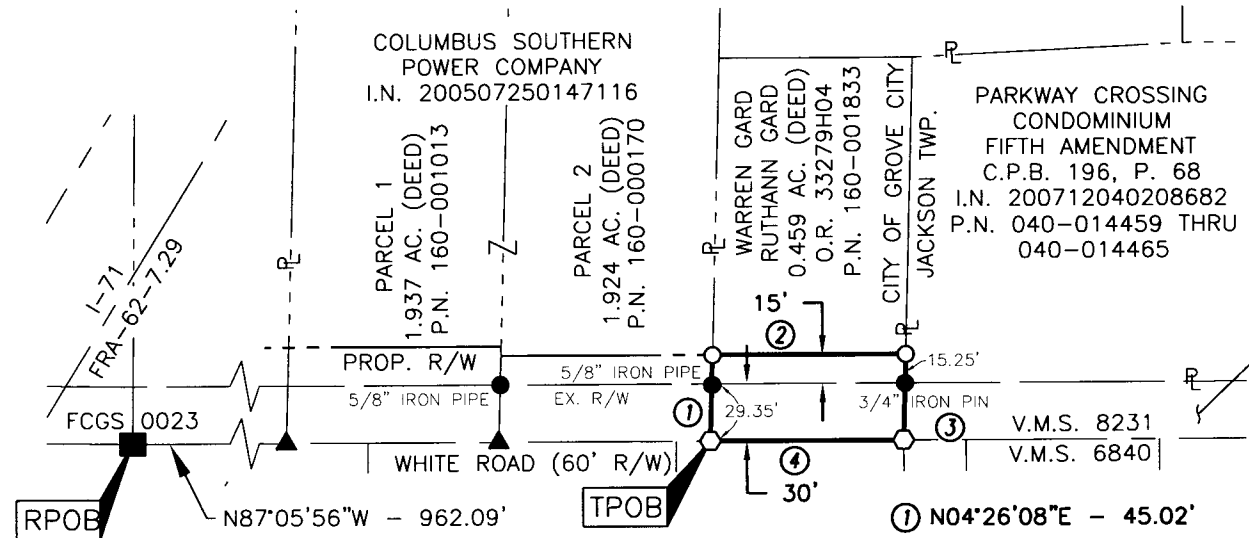 COLUMBUS SOUTHERN
POWER COMPANY
I.N. 200507250147116
I-71
FRA-62-7.29
PARCEL 1
1.937 AC. (DEED)
P.N. 160-001013
PARCEL 2
1.924 AC. (DEED)
P.N. 160-000170
WARREN GARD
RUTHANN GARD
0.459 AC. (DEED)
O.R. 33279H04
P.N. 160-001833
CITY OF GROVE CITY
JACKSON TWP.
PARKWAY CROSSING
CONDOMINIUM
FIFTH AMENDMENT
C.P.B. 196, P. 68
I.N. 200712040208682
P.N. 040-014459 THRU
040-014465
PL
PL
PL
PL
PL
15'
②
PROP. R/W
5/8" IRON PIPE
15.25'
5/8" IRON PIPE
EX. R/W
①
29.35'
3/4" IRON PIN
③
FCGS 0023
V.M.S. 8231
V.M.S. 6840
WHITE ROAD (60' R/W)
④
30'
RPOB
N87°05'56"W - 962.09'
TPOB
① N04°26'08"E - 45.02'